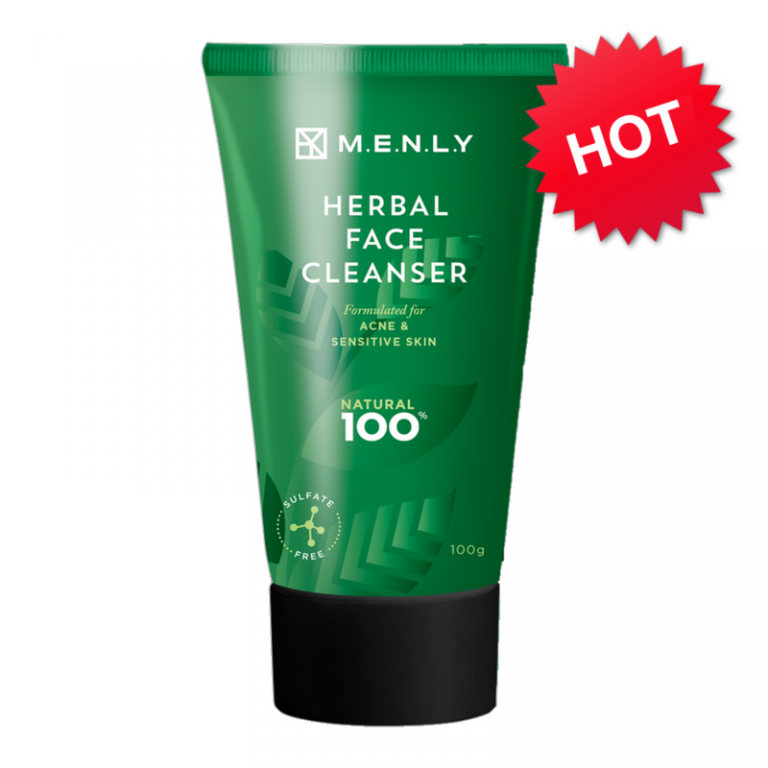 HOT
M.E.N.L.Y
HERBAL
FACE
CLEANSER
Formulated for
ACNE &
SENSITIVE SKIN
NATURAL
100%
SULFATE
FREE
100g